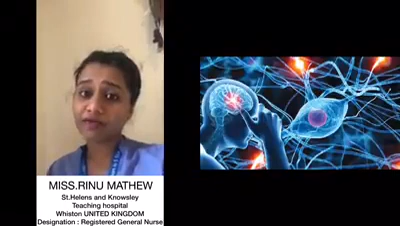 MISS.RINU MATHEW
St.Helens and Knowsley
Teaching hospital
Whiston UNITED KINGDOM
Designation : Registered General Nurse